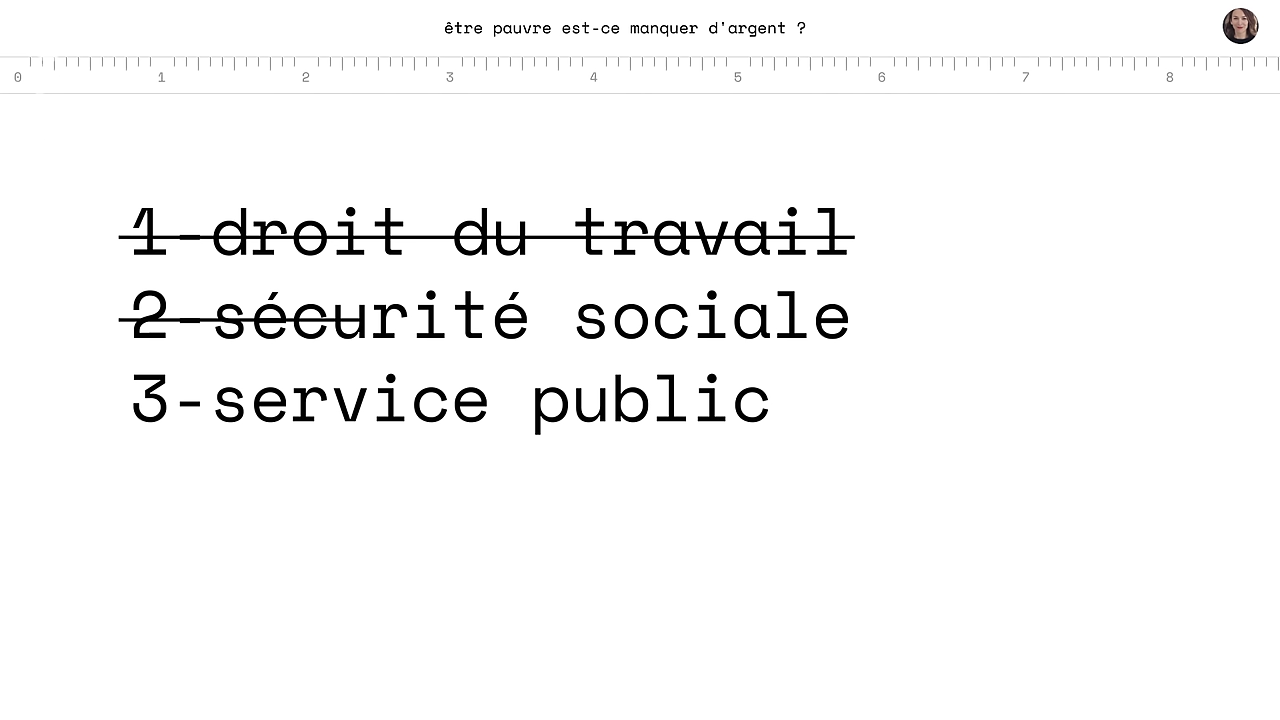 être pauvre est-ce manquer d'argent ?
0 1 2 3 4 5 6 7 8
1-droit du travail
2-sécurité sociale
3-service public